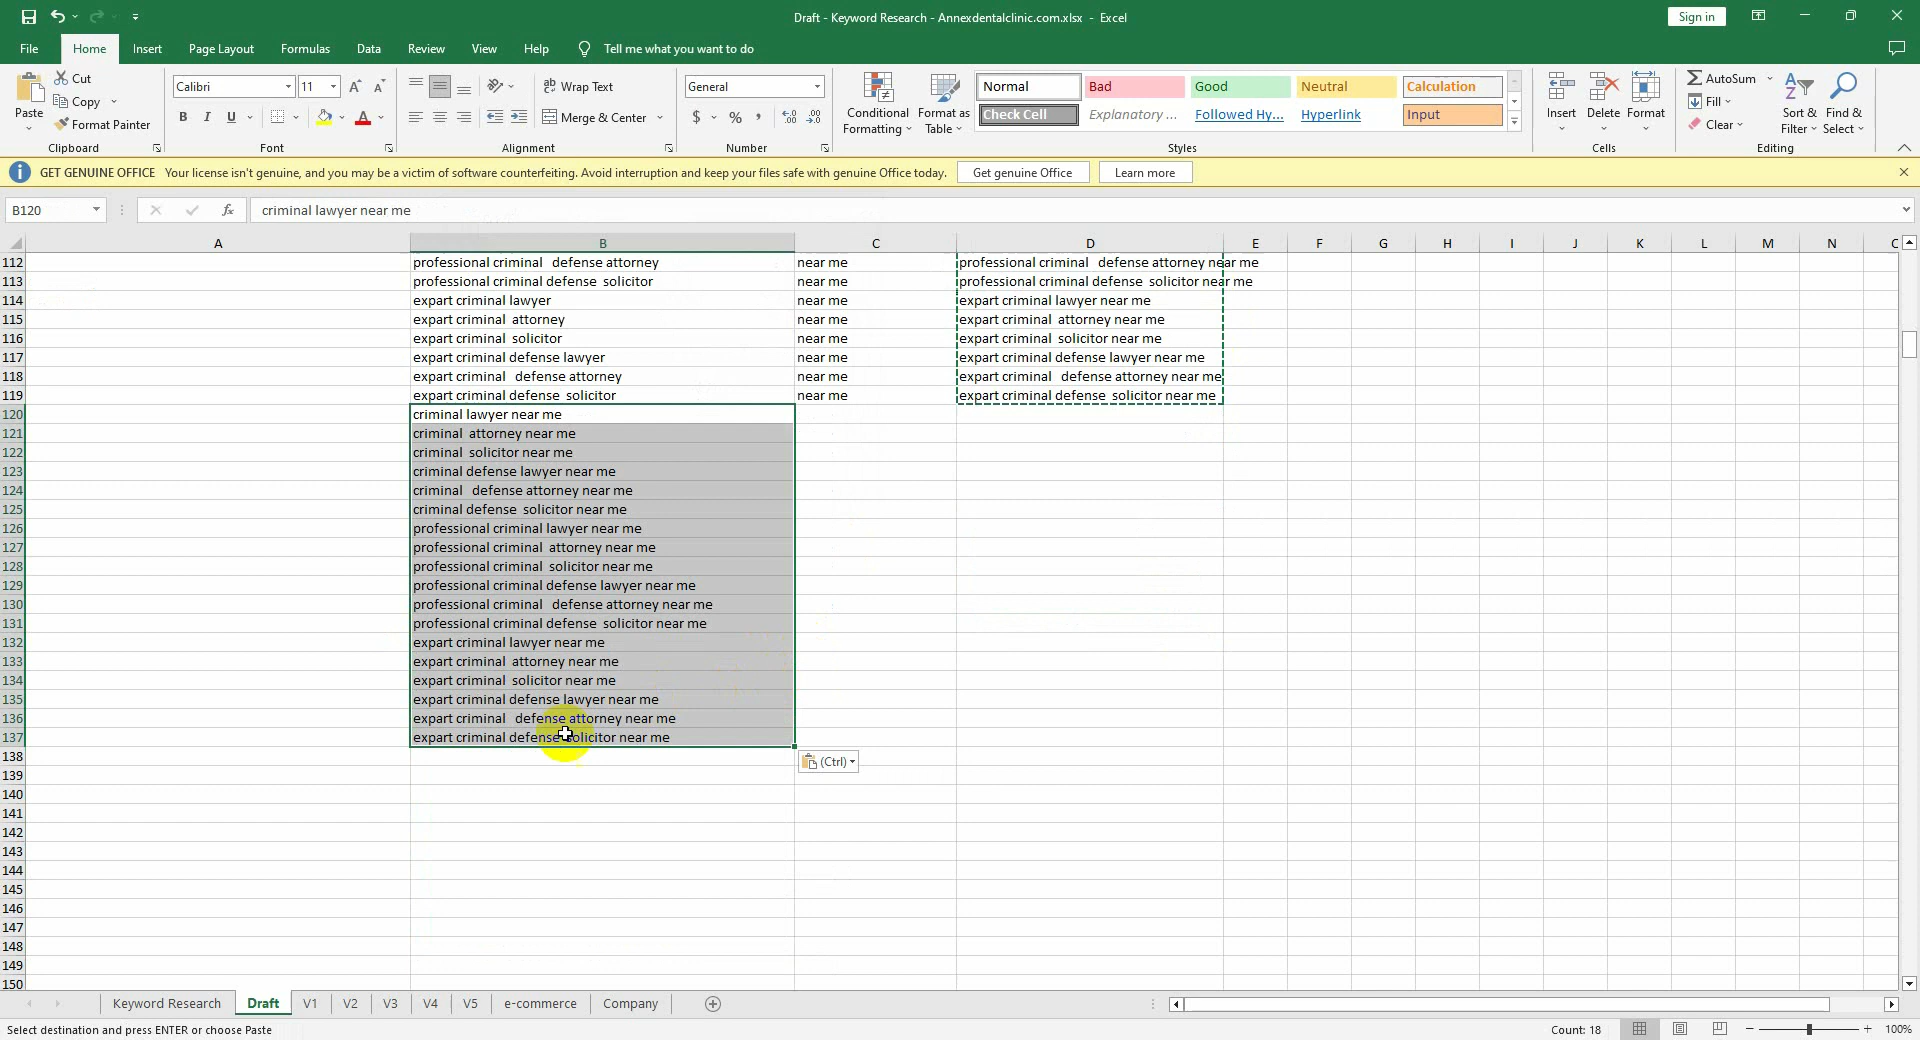 Draft - Keyword Research - Annexdentalclinic.com.xlsx - Excel
Sign in
File Home Insert Page Layout Formulas Data Review View Help Tell me what you want to do
Paste
Cut
Copy
Format Painter
Clipboard
Calibri 11
B I U
Font
Wrap Text
Merge & Center
Alignment
General
$ % ,
Number
Conditional Formatting
Format as Table
Normal Bad Good Neutral Calculation
Check Cell Explanatory ... Followed Hy... Hyperlink Input
Styles
Insert Delete Format
Cells
AutoSum
Fill
Clear
Sort & Filter
Find & Select
Editing
GET GENUINE OFFICE Your license isn't genuine, and you may be a victim of software counterfeiting. Avoid interruption and keep your files safe with genuine Office today. Get genuine Office Learn more
B120 fx criminal lawyer near me
A B C D E F G H I J K L M N C
112 professional criminal defense attorney near me professional criminal defense attorney near me
113 professional criminal defense solicitor near me professional criminal defense solicitor near me
114 expart criminal lawyer near me expart criminal lawyer near me
115 expart criminal attorney near me expart criminal attorney near me
116 expart criminal solicitor near me expart criminal solicitor near me
117 expart criminal defense lawyer near me expart criminal defense lawyer near me
118 expart criminal defense attorney near me expart criminal defense attorney near me
119 expart criminal defense solicitor near me expart criminal defense solicitor near me
120 criminal lawyer near me
121 criminal attorney near me
122 criminal solicitor near me
123 criminal defense lawyer near me
124 criminal defense attorney near me
125 criminal defense solicitor near me
126 professional criminal lawyer near me
127 professional criminal attorney near me
128 professional criminal solicitor near me
129 professional criminal defense lawyer near me
130 professional criminal defense attorney near me
131 professional criminal defense solicitor near me
132 expart criminal lawyer near me
133 expart criminal attorney near me
134 expart criminal solicitor near me
135 expart criminal defense lawyer near me
136 expart criminal defense attorney near me
137 expart criminal defense solicitor near me
138 (Ctrl)
139
140
141
142
143
144
145
146
147
148
149
150
Keyword Research Draft V1 V2 V3 V4 V5 e-commerce Company
Select destination and press ENTER or choose Paste Count: 18 100%